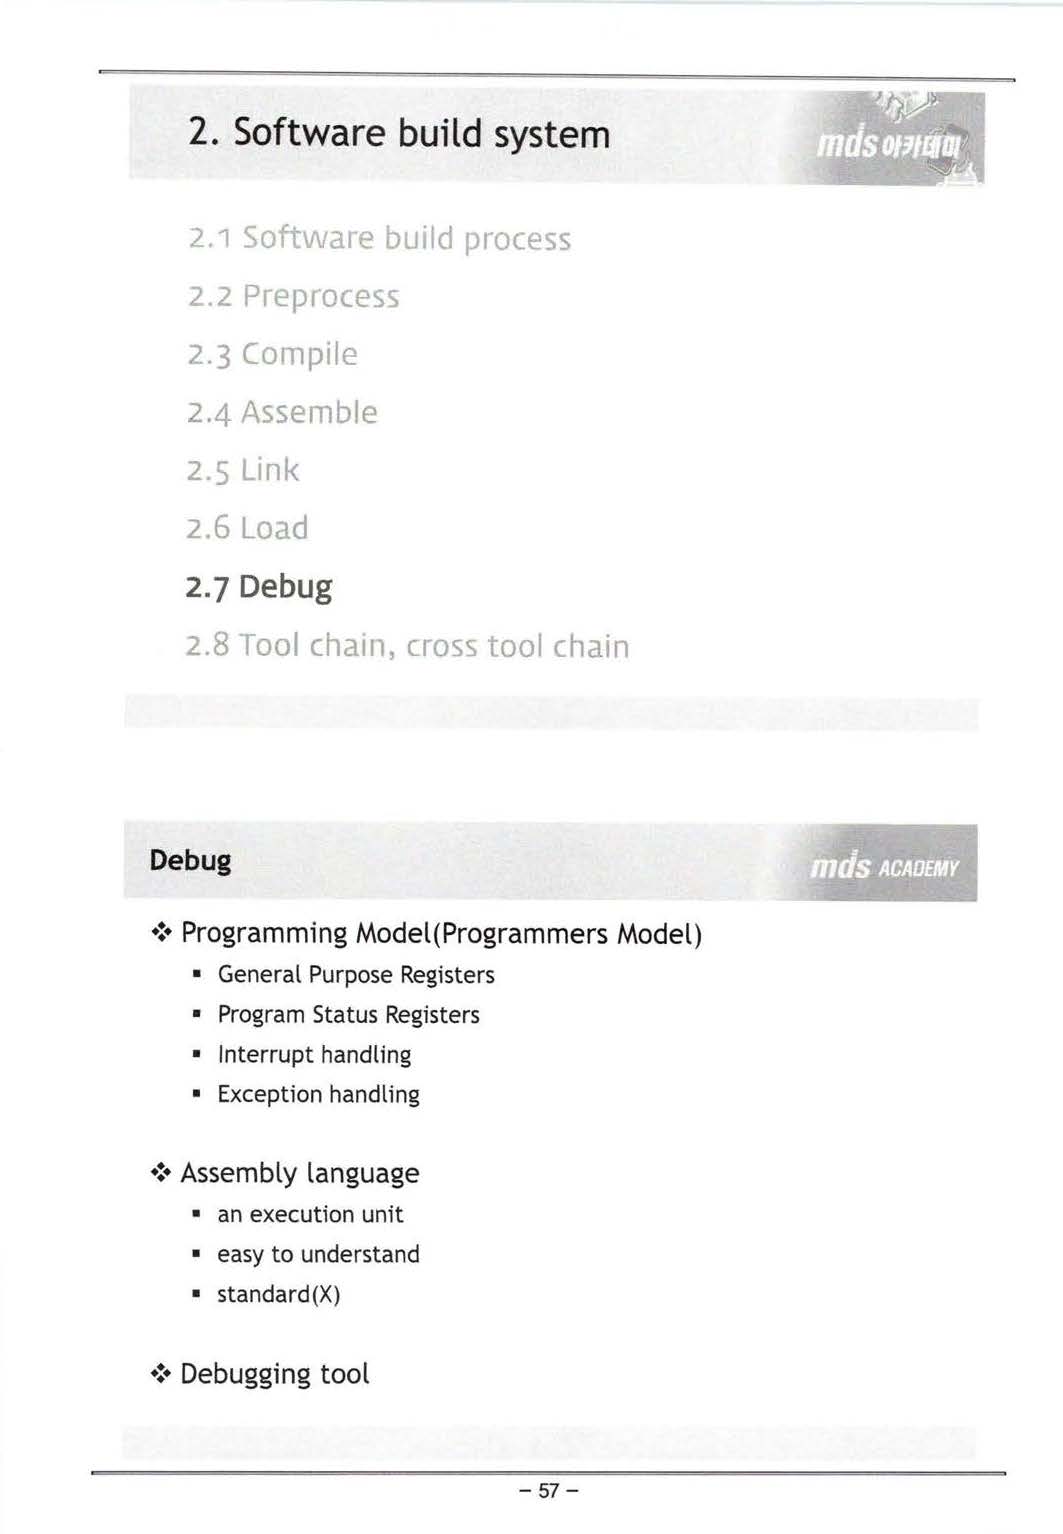 2. Software build system
mds 아카데미
2.1 Software build process
2.2 Preprocess
2.3 Compile
2.4 Assemble
2.5 Link
2.6 Load
2.7 Debug
2.8 Tool chain, cross tool chain
Debug
mds ACADEMY
❖ Programming Model(Programmers Model)
▪ General Purpose Registers
▪ Program Status Registers
▪ Interrupt handling
▪ Exception handling
❖ Assembly language
▪ an execution unit
▪ easy to understand
▪ standard(X)
❖ Debugging tool
- 57 -